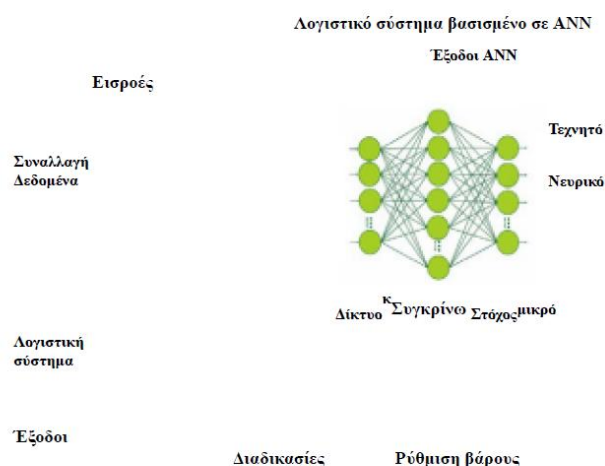 Λογιστικό σύστημα βασισμένο σε ANN
Έξοδοι ANN
Εισροές
Τεχνητό
Συναλλαγή
Δεδομένα
Νευρικό
Δίκτυο κ Συγκρίνω Στόχος μικρό
Λογιστική
σύστημα
Έξοδοι
Διαδικασίες Ρύθμιση βάρους